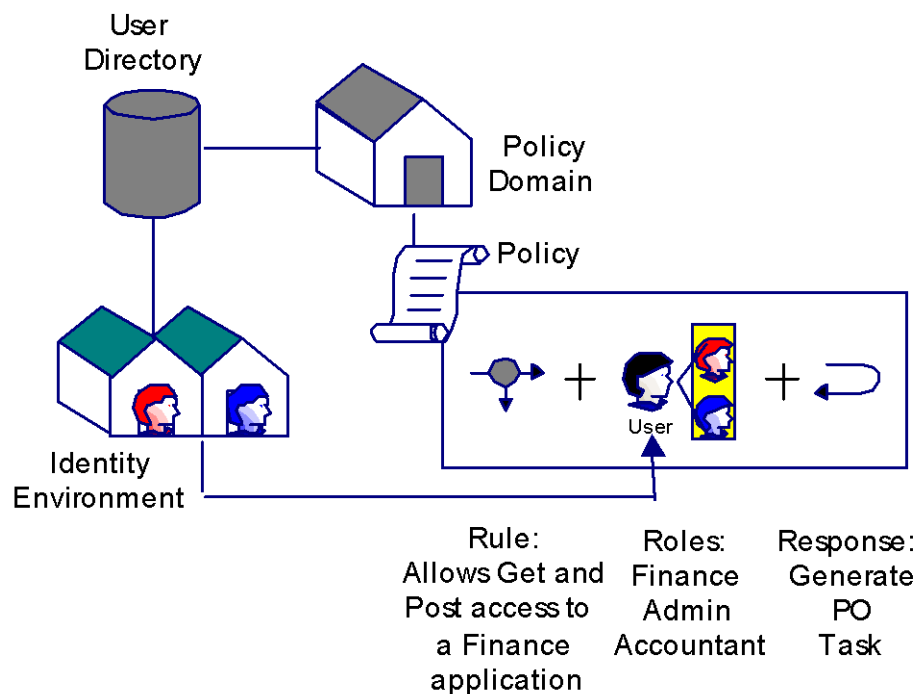 User
Directory
Policy
Domain
Policy
User
Identity
Environment
Rule:
Allows Get and
Post access to
a Finance
application
Roles:
Finance
Admin
Accountant
Response:
Generate
PO
Task